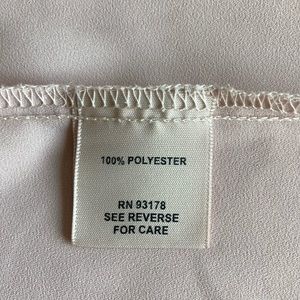 100% POLYESTER
RN 93178
SEE REVERSE
FOR CARE